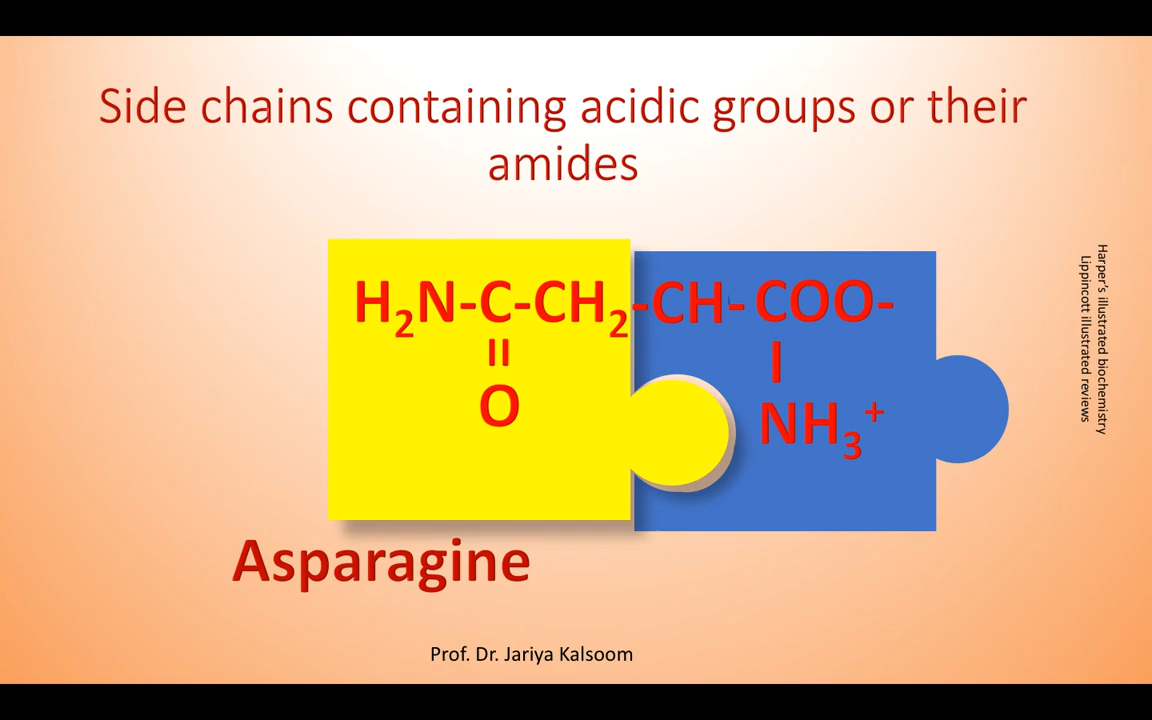 Side chains containing acidic groups or their
amides
H₂N-C-CH₂-CH-COO-
||
O
|
NH₃⁺
Asparagine
Prof. Dr. Jariya Kalsoom
Harper's illustrated biochemistry
Lippincott illustrated reviews